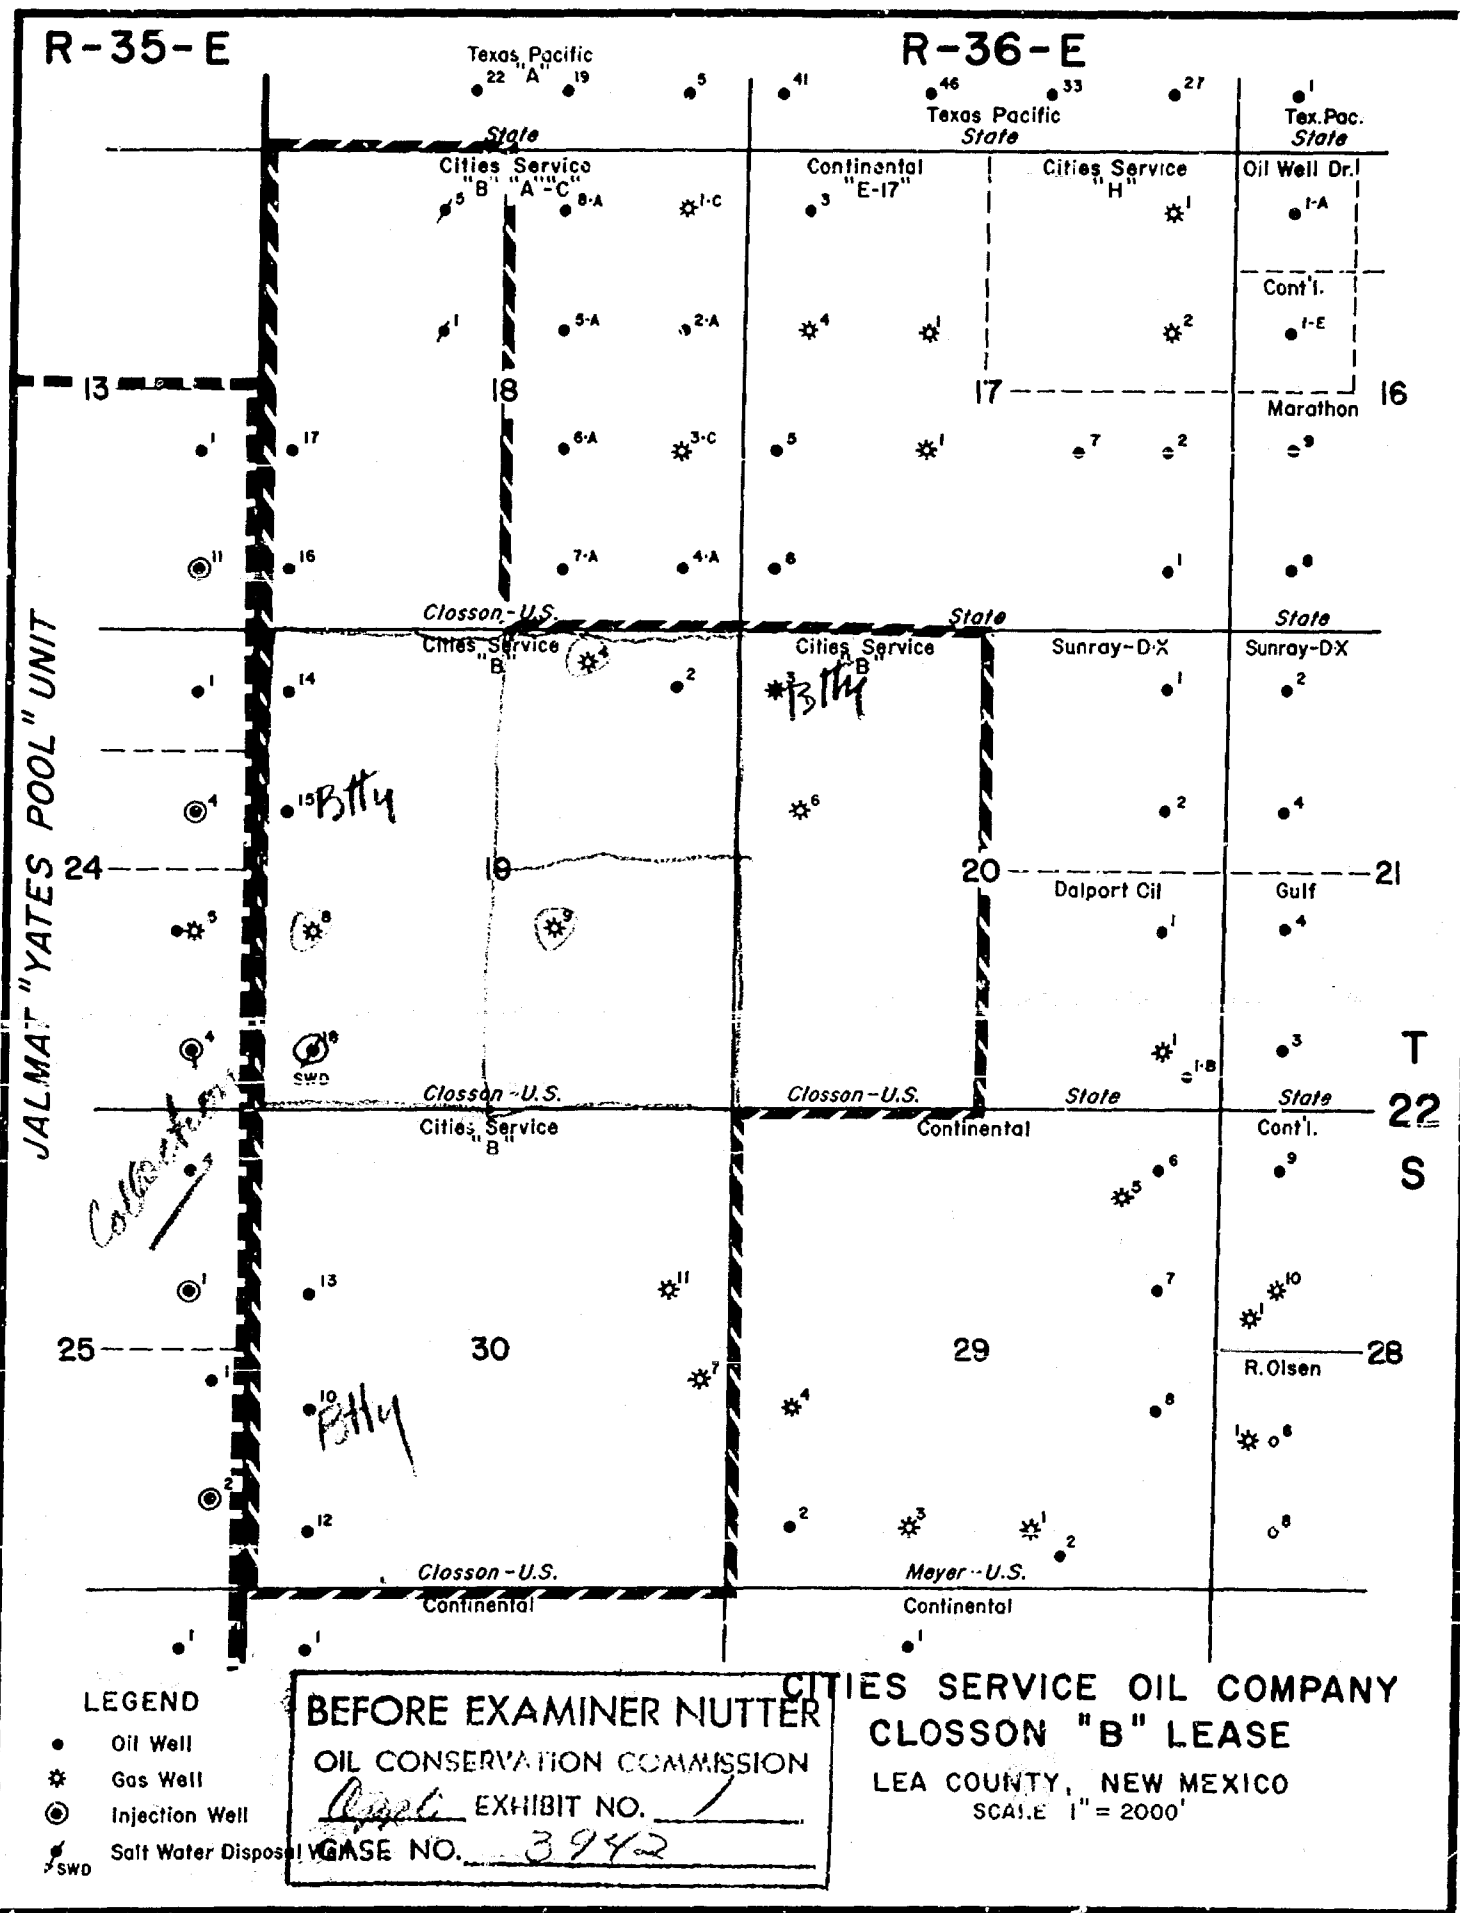 R-35-E
R-36-E
Texas Pacific
"A"
22 19 5 41 46 33 27 1
Texas Pacific
Tex. Pac.
State State State
Cities Service
"B" "A"-"C"
Continental
"E-17"
Cities Service
"H"
Oil Well Dr.
5 8-A 1-C 3 1 1-A
Cont'l.
1 5-A 2-A 4 1 2 1-E
13 18 17 16
Marathon
1 17 6-A 3-C 5 1 7 2 9
11 16 7-A 4-A 8 1 8
Closson-U.S. State State
Cities Service
"B"
Cities Service
"B"
Sunray-DX Sunray-DX
4
1 14 2 3 1 2
Btty
JALMAT "YATES POOL" UNIT
4 15 Btty 6 2 4
24 19 20 21
Dalport Oil Gulf
5 8 9 1 4
4 18 1 3
SWD
1-B
T
22
S
Closson-U.S. Closson-U.S. State State
Cities Service
"B"
Continental Cont'l.
4 5 6 9
1 13 11 7 10
1
25 30 29 28
R. Olsen
1 10 7 4 8 1 6
Btty
2 12 2 3 1 2 8
Closson-U.S. Meyer-U.S.
Continental Continental
1 1 1
LEGEND
Oil Well
Gas Well
Injection Well
Salt Water Disposal Well
SWD
BEFORE EXAMINER NUTTER
OIL CONSERVATION COMMISSION
EXHIBIT NO. 1
CASE NO. 3942
CITIES SERVICE OIL COMPANY
CLOSSON "B" LEASE
LEA COUNTY, NEW MEXICO
SCALE 1" = 2000'